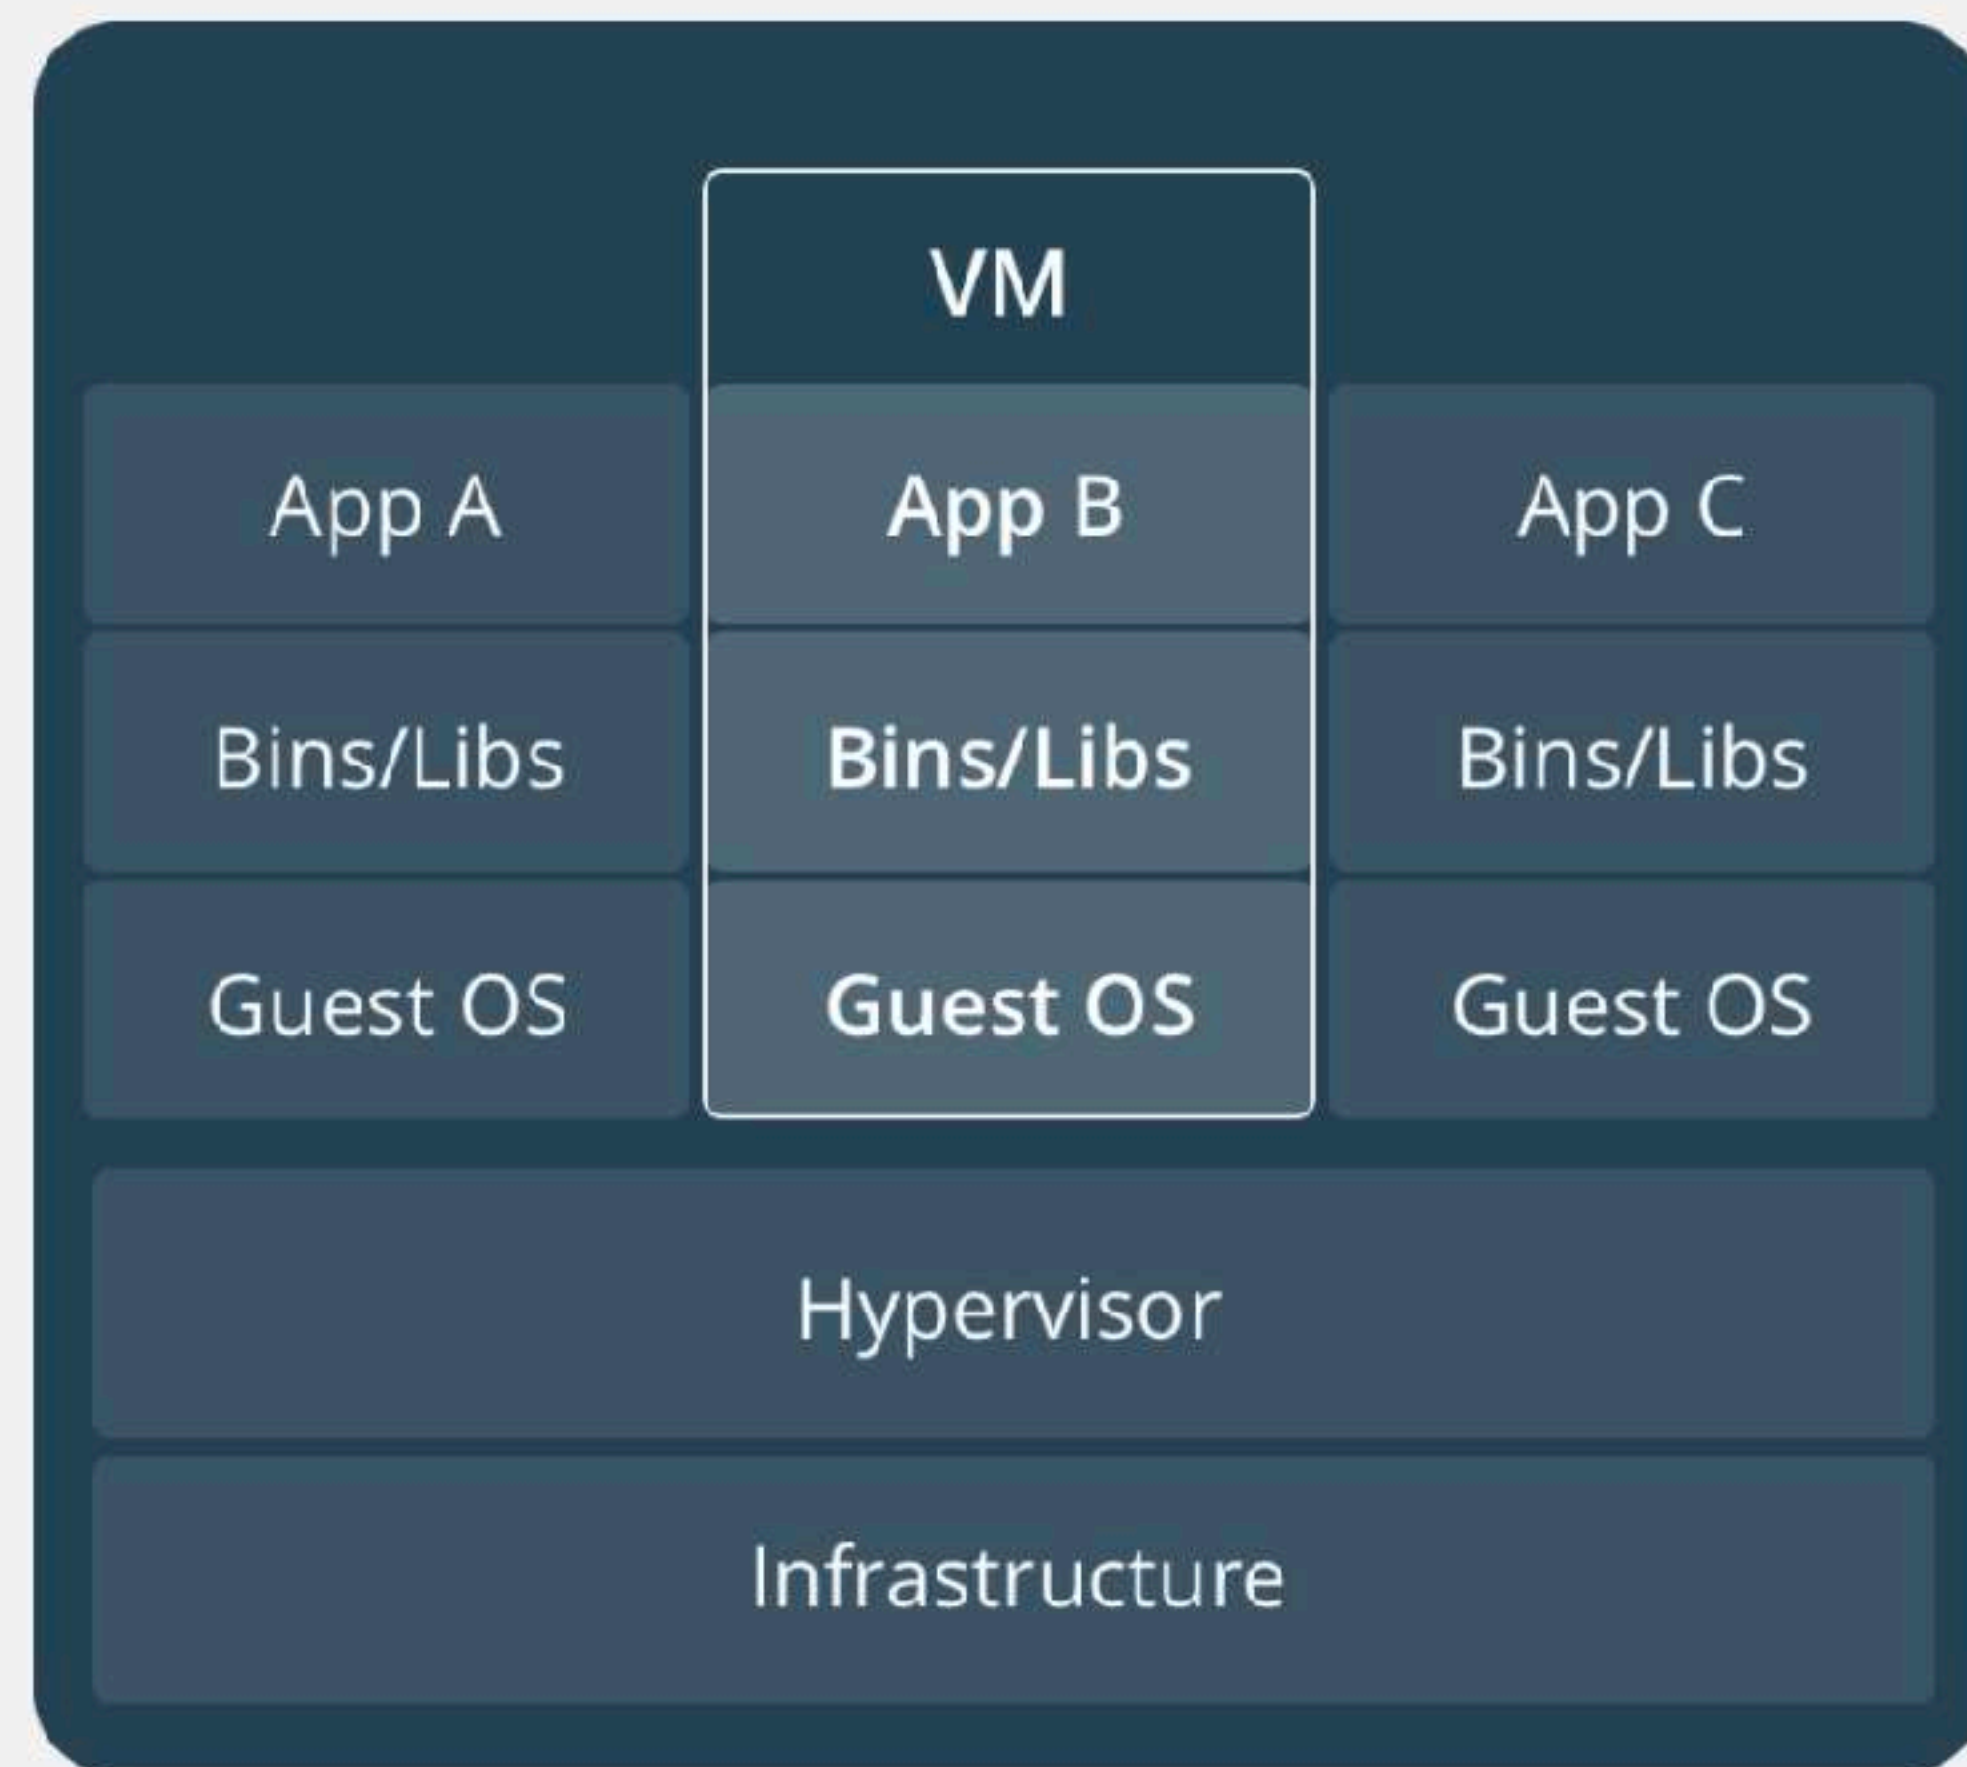 VM
App A
App B
App C
Bins/Libs
Bins/Libs
Bins/Libs
Guest OS
Guest OS
Guest OS
Hypervisor
Infrastructure